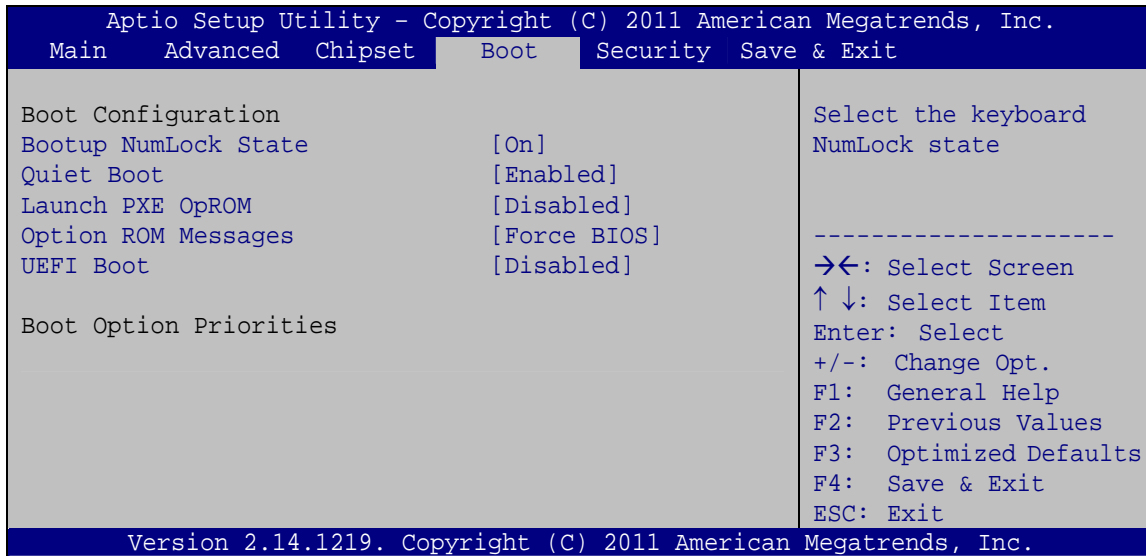 Aptio Setup Utility – Copyright (C) 2011 American Megatrends, Inc.
Main Advanced Chipset Boot Security Save & Exit
Boot Configuration
Bootup NumLock State [On]
Quiet Boot [Enabled]
Launch PXE OpROM [Disabled]
Option ROM Messages [Force BIOS]
UEFI Boot [Disabled]
Boot Option Priorities
Select the keyboard
NumLock state
---------------------
→←: Select Screen
↑ ↓: Select Item
Enter: Select
+/-: Change Opt.
F1: General Help
F2: Previous Values
F3: Optimized Defaults
F4: Save & Exit
ESC: Exit
Version 2.14.1219. Copyright (C) 2011 American Megatrends, Inc.